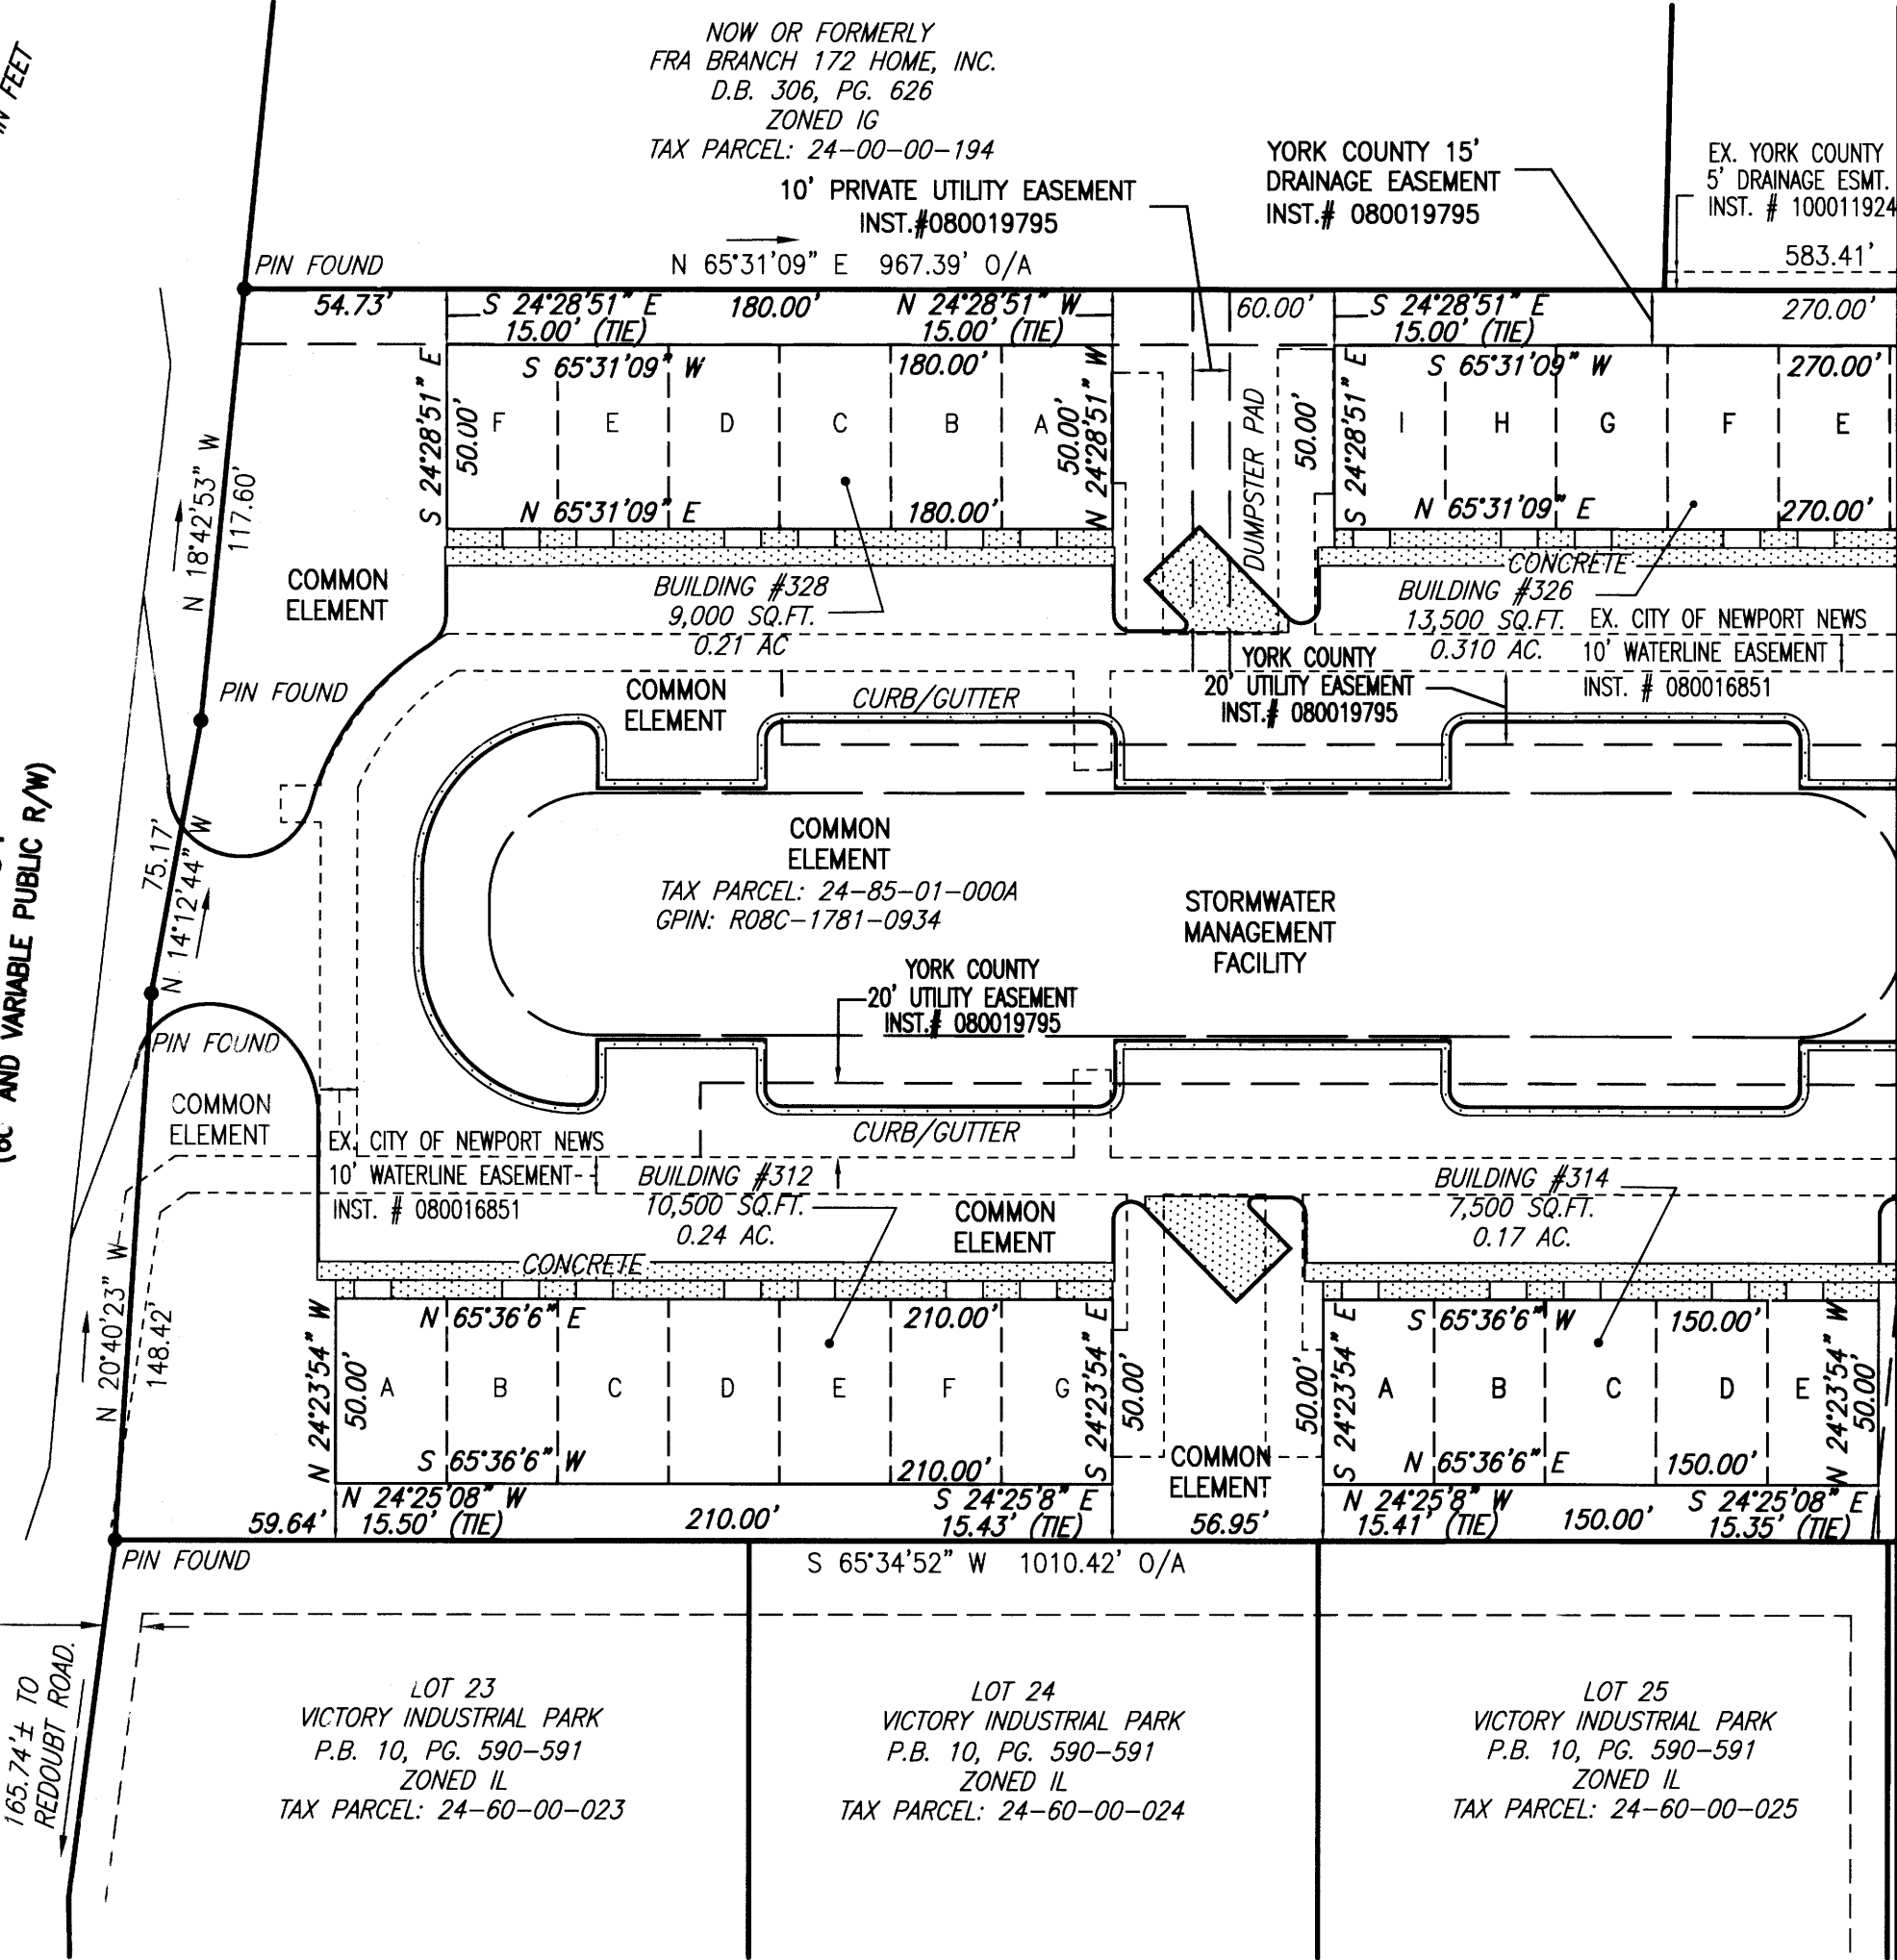 IN FEET
NOW OR FORMERLY
FRA BRANCH 172 HOME, INC.
D.B. 306, PG. 626
ZONED IG
TAX PARCEL: 24-00-00-194
10' PRIVATE UTILITY EASEMENT
INST.#080019795
YORK COUNTY 15'
DRAINAGE EASEMENT
INST.# 080019795
EX. YORK COUNTY
5' DRAINAGE ESMT.
INST. # 100011924
583.41'
PIN FOUND
N 65°31'09" E 967.39' O/A
54.73'
S 24°28'51" E
15.00' (TIE)
180.00'
N 24°28'51" W
15.00' (TIE)
60.00'
S 24°28'51" E
15.00' (TIE)
270.00'
S 24°28'51" E
50.00'
S 65°31'09" W
180.00'
F E D C B A
N 65°31'09" E
180.00'
50.00'
N 24°28'51" W
DUMPSTER PAD
50.00'
S 24°28'51" E
S 65°31'09" W
270.00'
I H G F E
N 65°31'09" E
270.00'
N 18°42'53" W
117.60'
COMMON
ELEMENT
BUILDING #328
9,000 SQ.FT.
0.21 AC
CONCRETE
BUILDING #326
13,500 SQ.FT.
0.310 AC.
EX. CITY OF NEWPORT NEWS
10' WATERLINE EASEMENT
INST. # 080016851
PIN FOUND
COMMON
ELEMENT
CURB/GUTTER
YORK COUNTY
20' UTILITY EASEMENT
INST.# 080019795
AND VARIABLE PUBLIC R/W)
75.17'
N 14°12'44" W
COMMON
ELEMENT
TAX PARCEL: 24-85-01-000A
GPIN: R08C-1781-0934
STORMWATER
MANAGEMENT
FACILITY
YORK COUNTY
20' UTILITY EASEMENT
INST.# 080019795
PIN FOUND
COMMON
ELEMENT
CURB/GUTTER
EX. CITY OF NEWPORT NEWS
10' WATERLINE EASEMENT
INST. # 080016851
BUILDING #312
10,500 SQ.FT.
0.24 AC.
COMMON
ELEMENT
BUILDING #314
7,500 SQ.FT.
0.17 AC.
CONCRETE
N 20°40'23" W
148.42'
N 24°23'54" W
50.00'
N 65°36'6" E
210.00'
A B C D E F G
S 65°36'6" W
210.00'
S 24°23'54" E
50.00'
COMMON
ELEMENT
50.00'
S 24°23'54" E
S 65°36'6" W
150.00'
A B C D E
N 65°36'6" E
150.00'
N 24°23'54" W
50.00'
59.64'
N 24°25'08" W
15.50' (TIE)
210.00'
S 24°25'8" E
15.43' (TIE)
56.95'
N 24°25'8" W
15.41' (TIE)
150.00'
S 24°25'08" E
15.35' (TIE)
PIN FOUND
S 65°34'52" W 1010.42' O/A
165.74'± TO
REDOUBT ROAD.
LOT 23
VICTORY INDUSTRIAL PARK
P.B. 10, PG. 590-591
ZONED IL
TAX PARCEL: 24-60-00-023
LOT 24
VICTORY INDUSTRIAL PARK
P.B. 10, PG. 590-591
ZONED IL
TAX PARCEL: 24-60-00-024
LOT 25
VICTORY INDUSTRIAL PARK
P.B. 10, PG. 590-591
ZONED IL
TAX PARCEL: 24-60-00-025